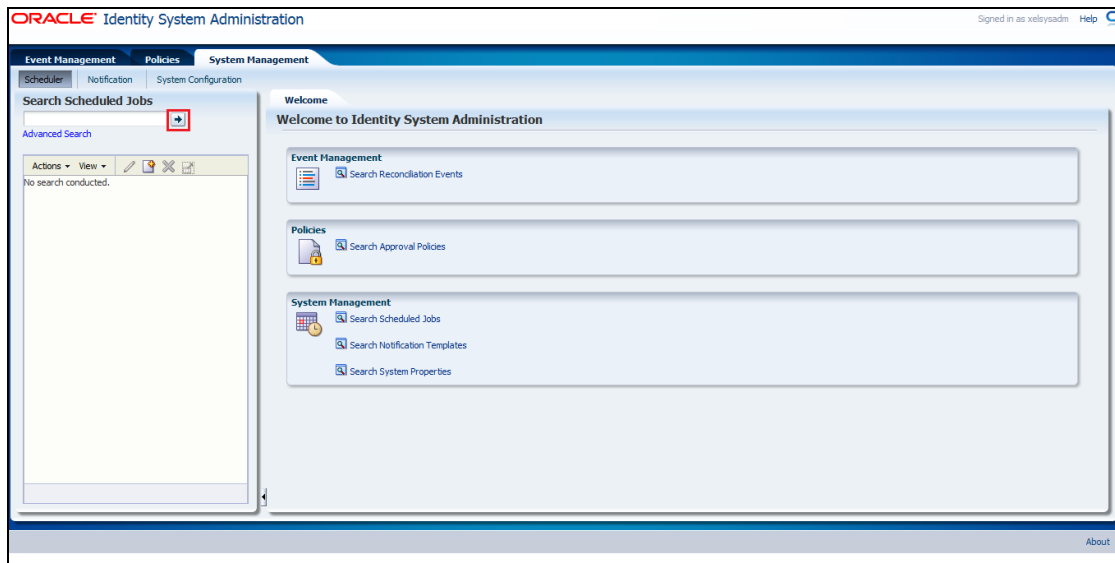 ORACLE Identity System Administration
Signed in as xelsysadm Help
Event Management Policies System Management
Scheduler Notification System Configuration
Search Scheduled Jobs
Advanced Search
Actions View
No search conducted.
Welcome
Welcome to Identity System Administration
Event Management
Search Reconciliation Events
Policies
Search Approval Policies
System Management
Search Scheduled Jobs
Search Notification Templates
Search System Properties
About